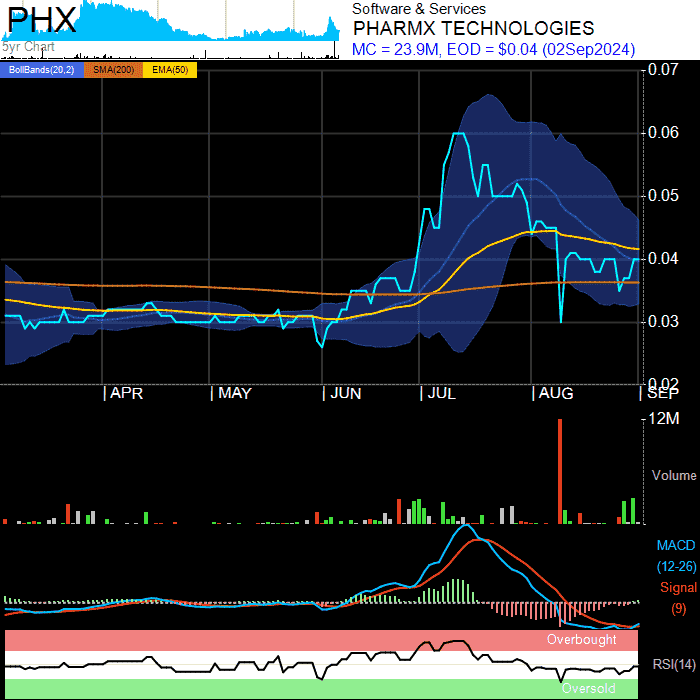 PHX
5yr Chart
Software & Services
PHARMX TECHNOLOGIES
MC = 23.9M, EOD = $0.04 (02Sep2024)
BollBands(20,2) SMA(200) EMA(50)
0.07
0.06
0.05
0.04
0.03
0.02
APR MAY JUN JUL AUG SEP
12M
Volume
MACD
(12-26)
Signal
(9)
Overbought
RSI(14)
Oversold